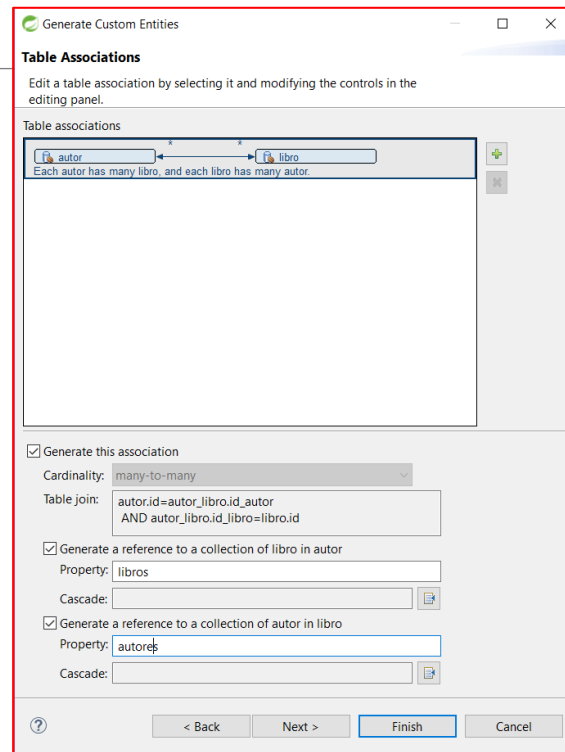 Generate Custom Entities
Table Associations
Edit a table association by selecting it and modifying the controls in the
editing panel.
Table associations
* *
autor libro
Each autor has many libro, and each libro has many autor.
Generate this association
Cardinality: many-to-many
Table join: autor.id=autor_libro.id_autor
AND autor_libro.id_libro=libro.id
Generate a reference to a collection of libro in autor
Property: libros
Cascade:
Generate a reference to a collection of autor in libro
Property: autores
Cascade:
? < Back Next > Finish Cancel